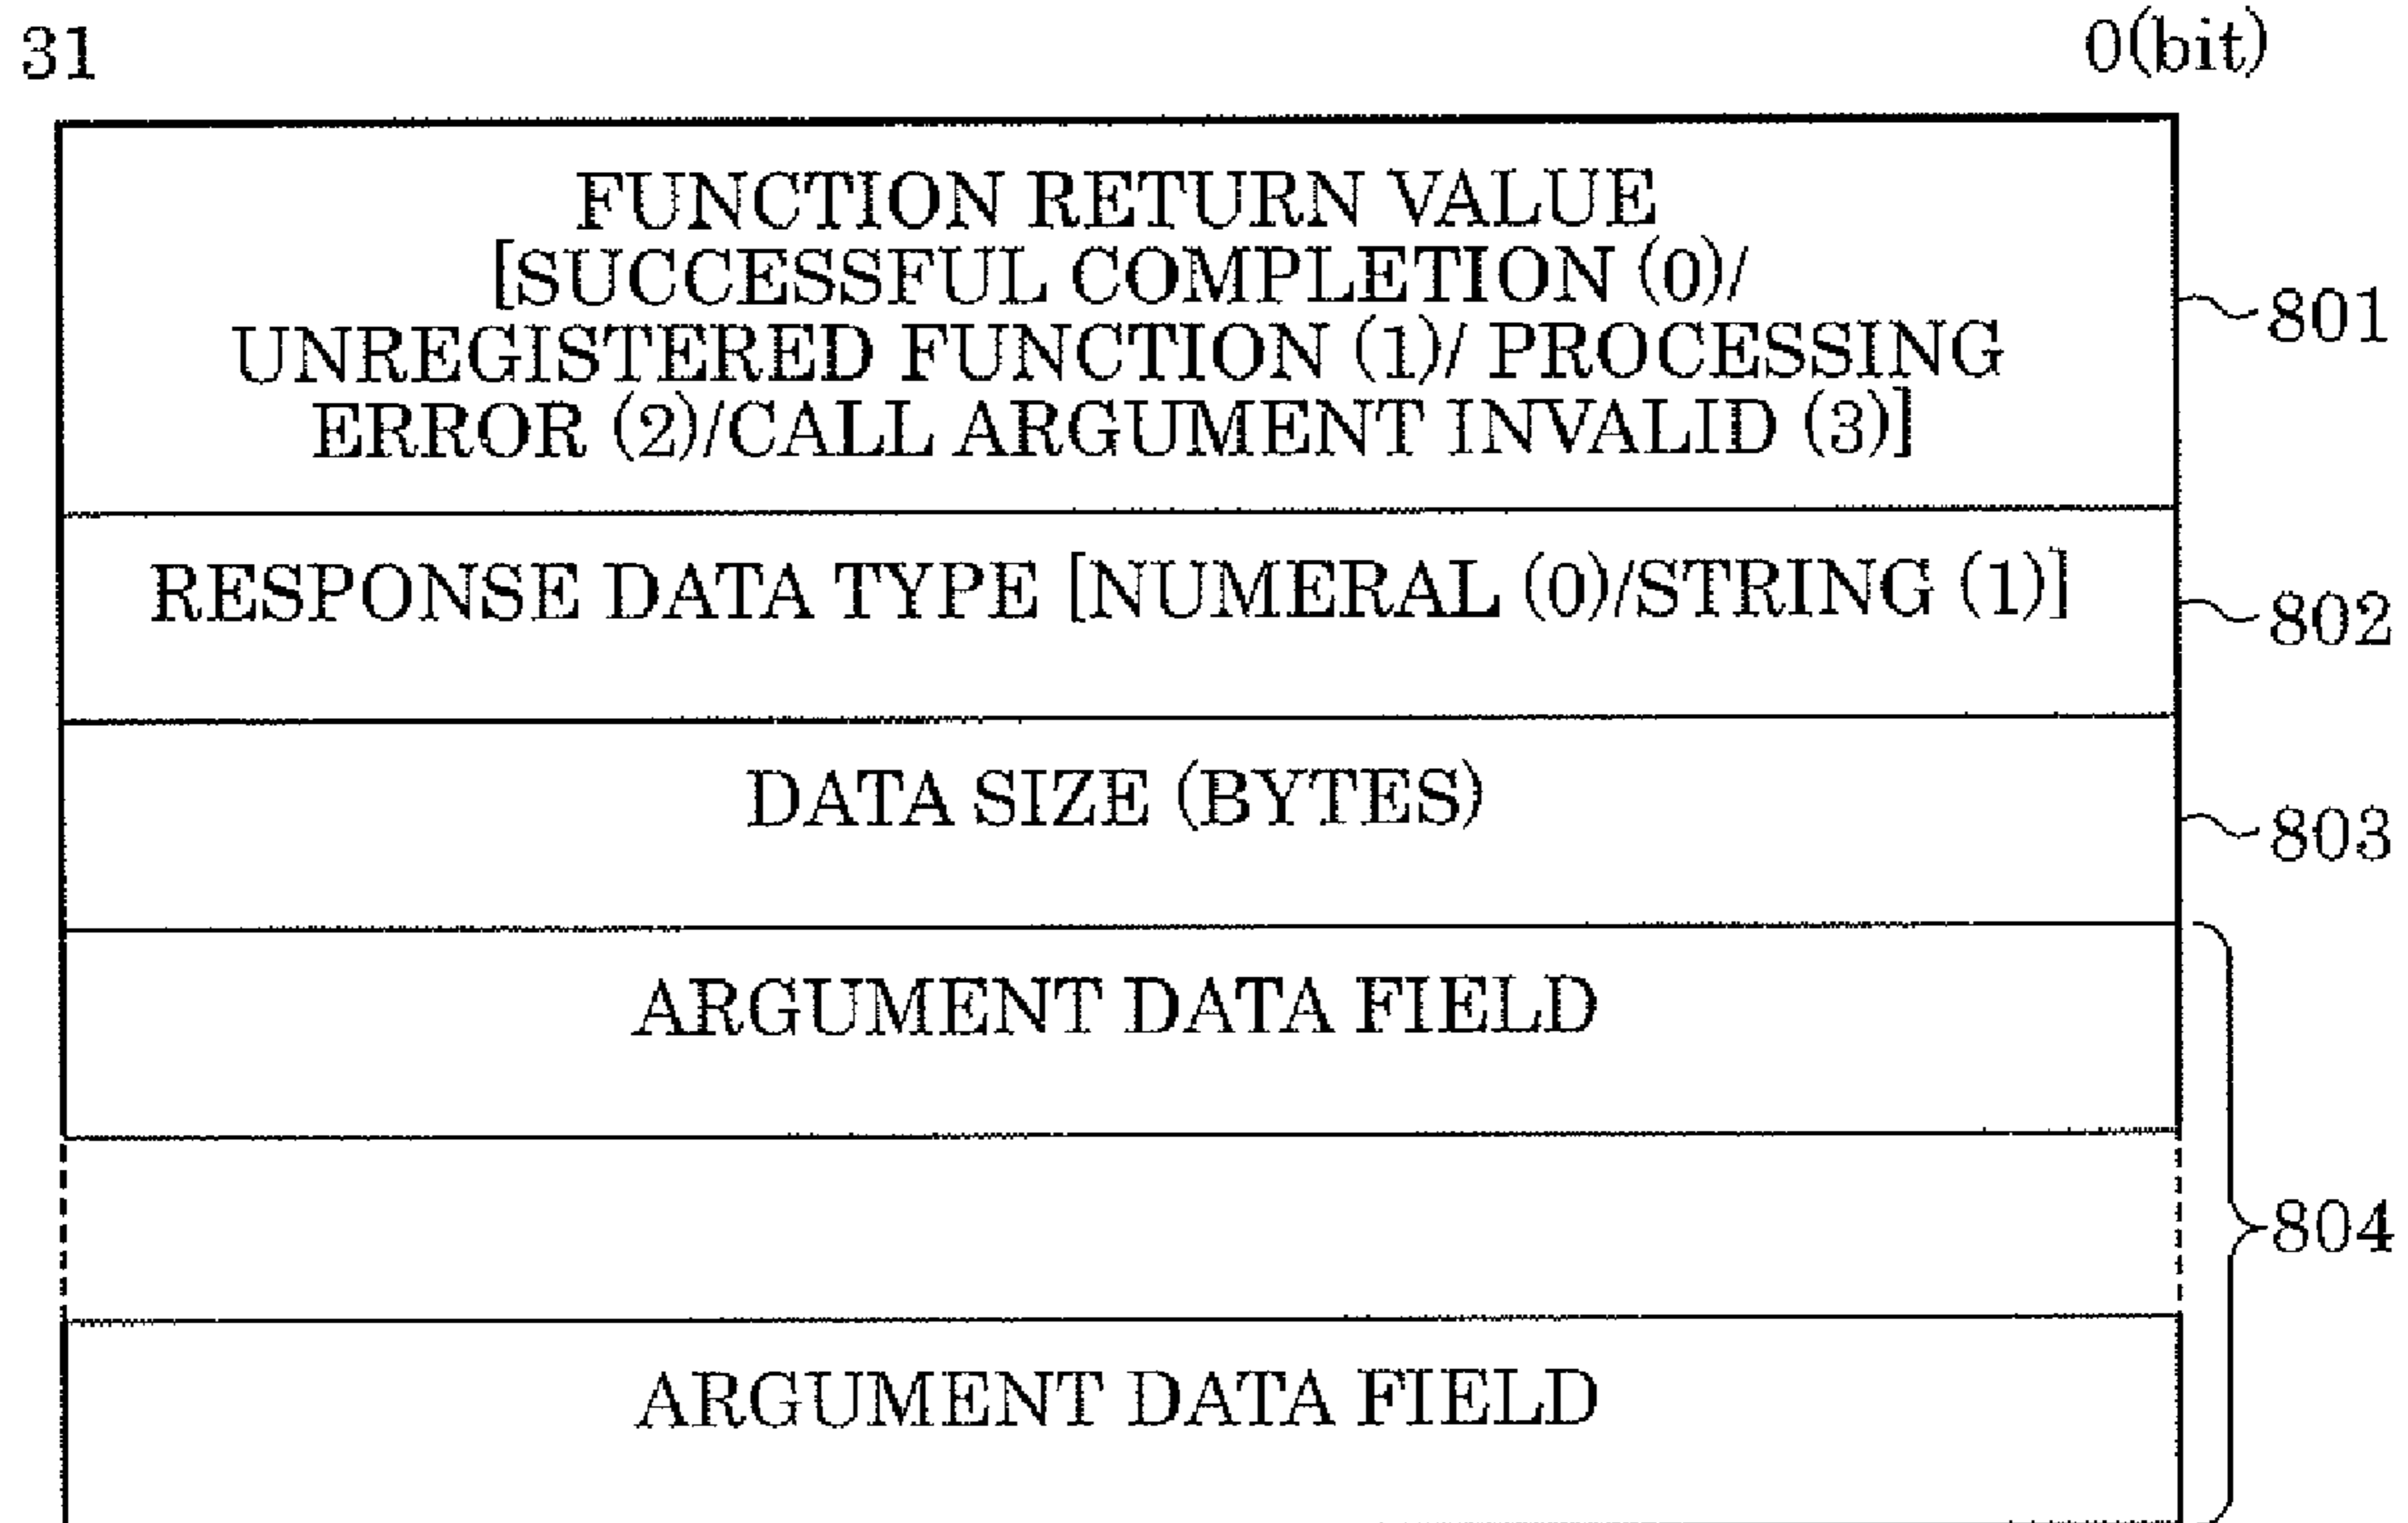 31 0(bit)
FUNCTION RETURN VALUE
[SUCCESSFUL COMPLETION (0)/
UNREGISTERED FUNCTION (1)/ PROCESSING
ERROR (2)/CALL ARGUMENT INVALID (3)]
801
RESPONSE DATA TYPE [NUMERAL (0)/STRING (1)]
802
DATA SIZE (BYTES)
803
ARGUMENT DATA FIELD
804
ARGUMENT DATA FIELD